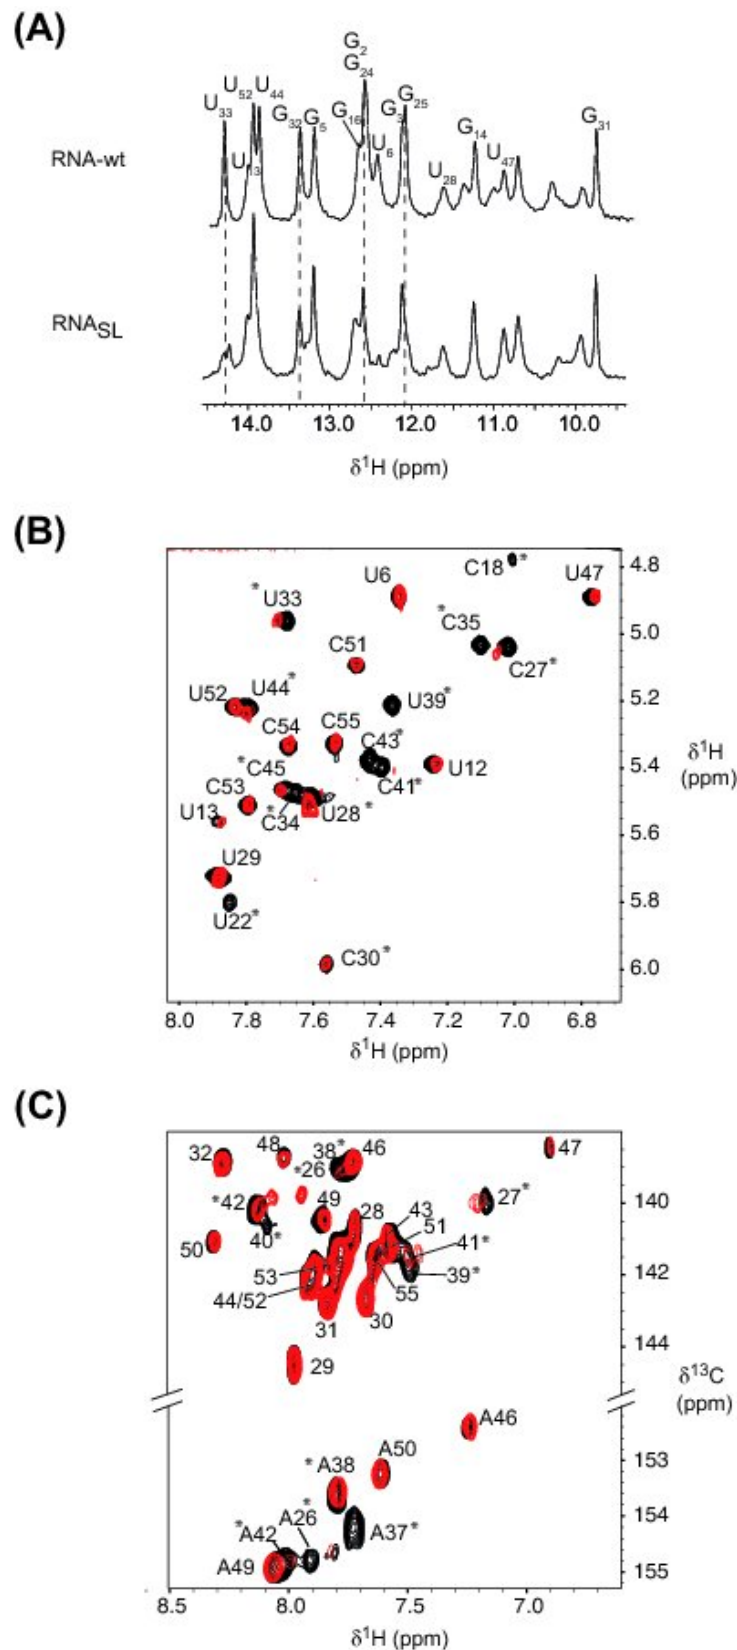 (A)
G2
G24
U33
U52
U44
U13
G32
G5
G16
U6
G3
G25
U28
G14
U47
G31
RNA-wt
RNASL
14.0 13.0 12.0 11.0 10.0
δ1H (ppm)
(B)
C18*
4.8
U6
U47
*U33
*C35
5.0
C51
C27*
U52
U44*
U39*
5.2
C54
C55
C43*
δ1H
(ppm)
*C45
5.4
U12
C41*
C53
U13
*C34
U28*
5.6
U29
5.8
U22*
C30*
6.0
8.0 7.8 7.6 7.4 7.2 7.0 6.8
δ1H (ppm)
(C)
32
48
38*
46
47
*26
*42
49
28
43
27*
140
40*
51
50
41*
53
39*
142
44/52
55
31
30
29
144
δ13C
(ppm)
A46
A50
*A38
153
*
A26
154
*A42
A37*
A49
155
8.5 8.0 7.5 7.0
δ1H (ppm)